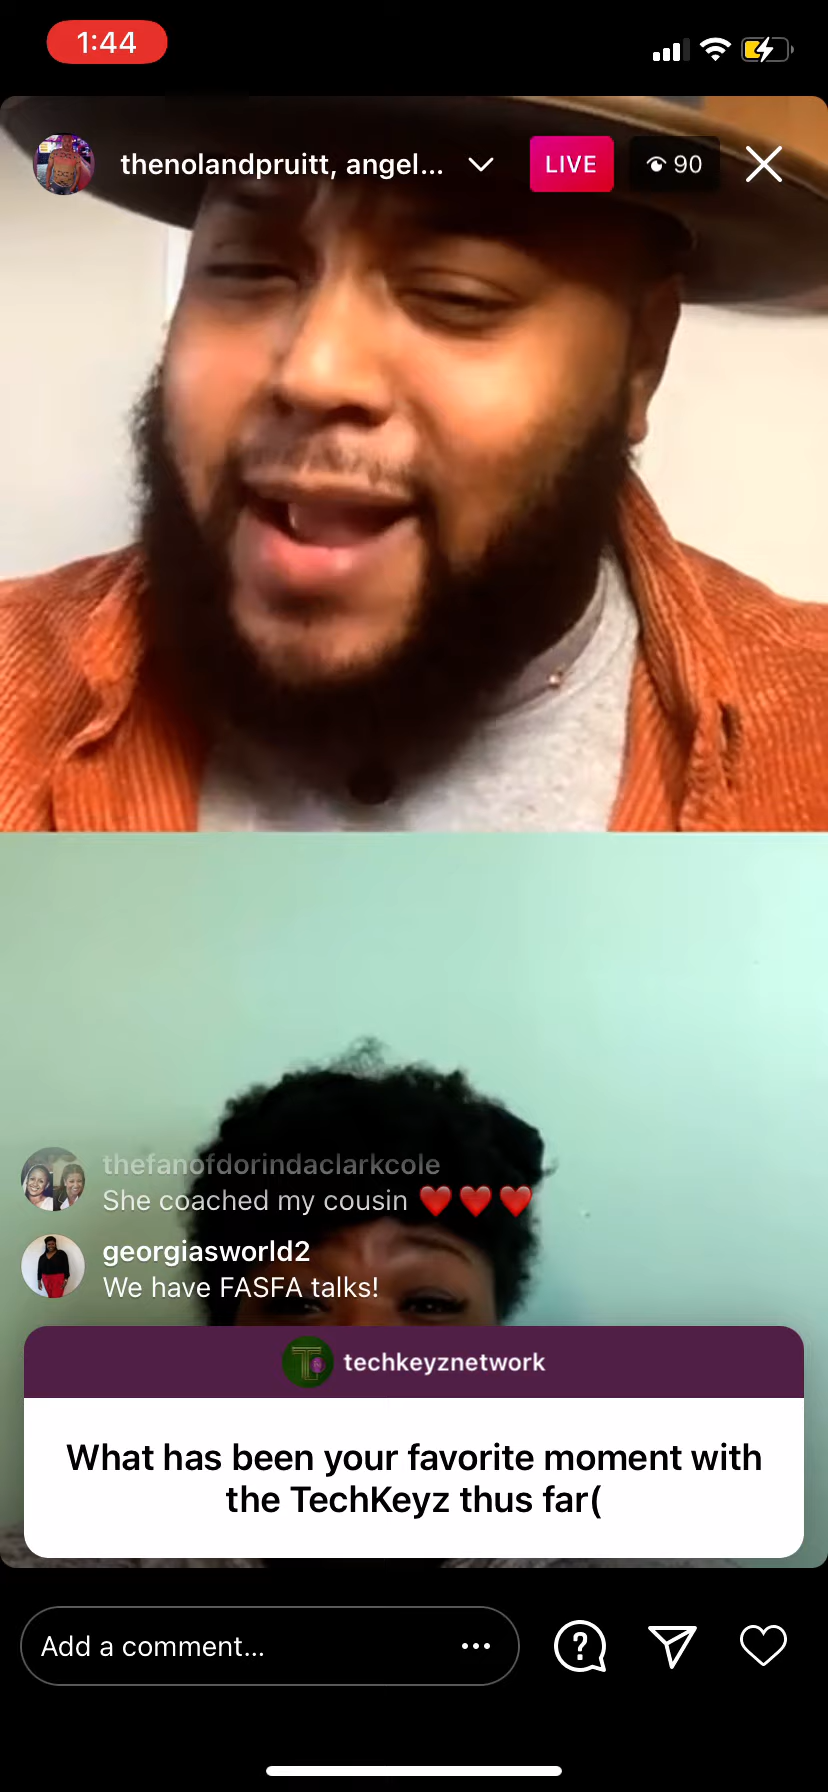 1:44
thenolandpruitt, angel...
LIVE
90
thefanofdorindaclarkcole
She coached my cousin ❤️❤️❤️
georgiasworld2
We have FASFA talks!
techkeyznetwork
What has been your favorite moment with
the TechKeyz thus far(
Add a comment...